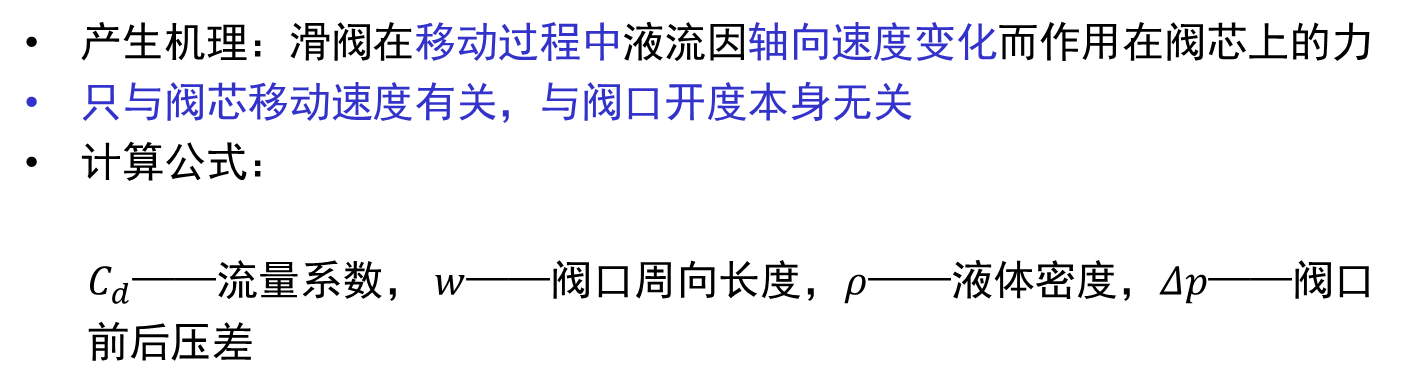 • 产生机理：滑阀在移动过程中液流因轴向速度变化而作用在阀芯上的力
• 只与阀芯移动速度有关，与阀口开度本身无关
• 计算公式：
C_d——流量系数，w——阀口周向长度，ρ——液体密度，Δp——阀口
前后压差